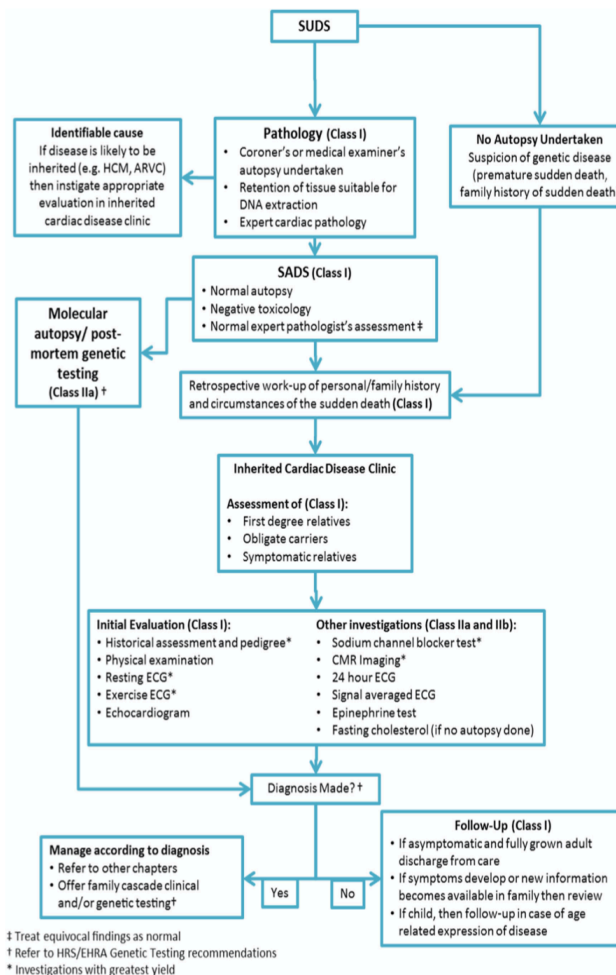 SUDS
Identifiable cause
If disease is likely to be
inherited (e.g. HCM, ARVC)
then instigate appropriate
evaluation in inherited
cardiac disease clinic
Pathology (Class I)
• Coroner's or medical examiner's
autopsy undertaken
• Retention of tissue suitable for
DNA extraction
• Expert cardiac pathology
No Autopsy Undertaken
Suspicion of genetic disease
(premature sudden death,
family history of sudden death
SADS (Class I)
• Normal autopsy
• Negative toxicology
• Normal expert pathologist's assessment ‡
Molecular
autopsy/ post-
mortem genetic
testing
(Class IIa) †
Retrospective work-up of personal/family history
and circumstances of the sudden death (Class I)
Inherited Cardiac Disease Clinic
Assessment of (Class I):
• First degree relatives
• Obligate carriers
• Symptomatic relatives
Initial Evaluation (Class I):
• Historical assessment and pedigree*
• Physical examination
• Resting ECG*
• Exercise ECG*
• Echocardiogram
Other investigations (Class IIa and IIb):
• Sodium channel blocker test*
• CMR Imaging*
• 24 hour ECG
• Signal averaged ECG
• Epinephrine test
• Fasting cholesterol (if no autopsy done)
Diagnosis Made? †
Manage according to diagnosis
• Refer to other chapters
• Offer family cascade clinical
and/or genetic testing†
Yes
No
Follow-Up (Class I)
• If asymptomatic and fully grown adult
discharge from care
• If symptoms develop or new information
becomes available in family then review
• If child, then follow-up in case of age
related expression of disease
‡ Treat equivocal findings as normal
† Refer to HRS/EHRA Genetic Testing recommendations
* Investigations with greatest yield